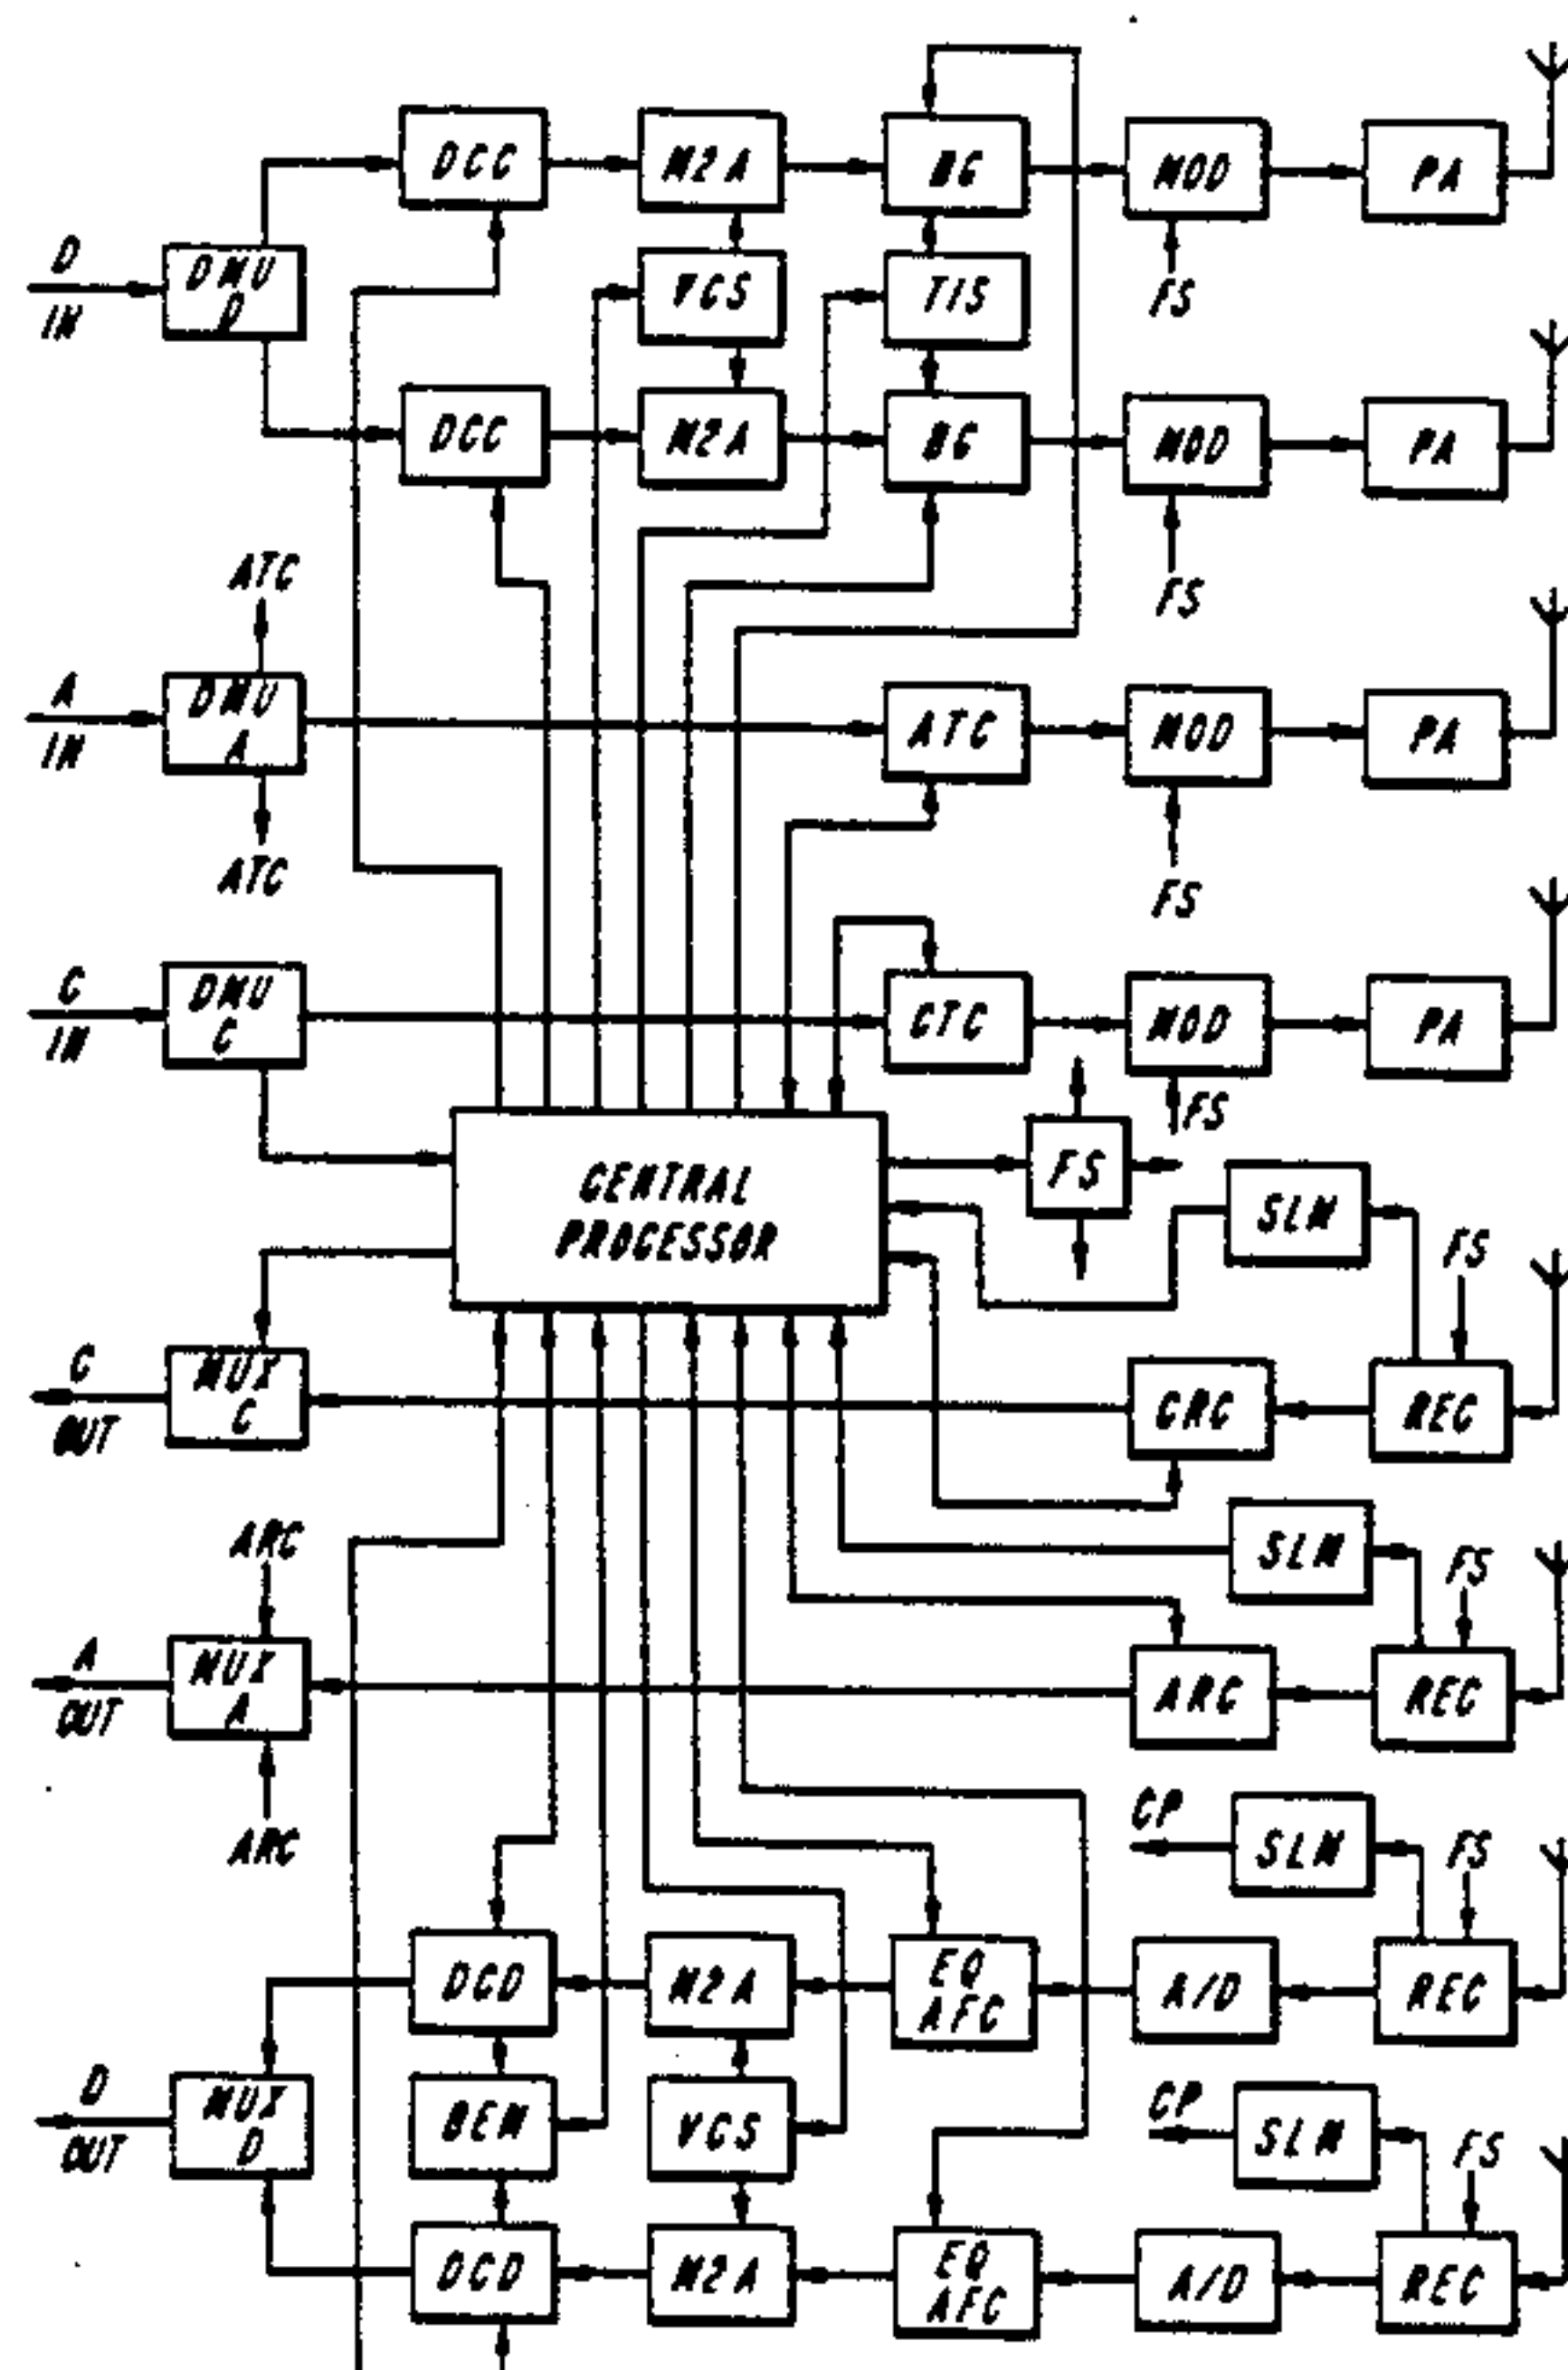 DCC
M2A
BG
MOD
PA
D
IN
DMU
D
VCS
TIS
FS
DCC
M2A
BG
MOD
PA
FS
ATC
A
IN
DMU
A
ATC
MOD
PA
ATC
FS
C
IN
DMU
C
CTC
MOD
PA
FS
CENTRAL
PROCESSOR
FS
SLM
FS
C
OUT
MUX
C
CRC
REC
ARC
SLM
FS
A
OUT
MUX
A
ARC
REC
ARC
CP
SLM
FS
DCD
M2A
EQ
AFC
A/D
REC
D
OUT
MUX
D
BEM
VCS
CP
SLM
FS
DCD
M2A
EQ
AFC
A/D
REC